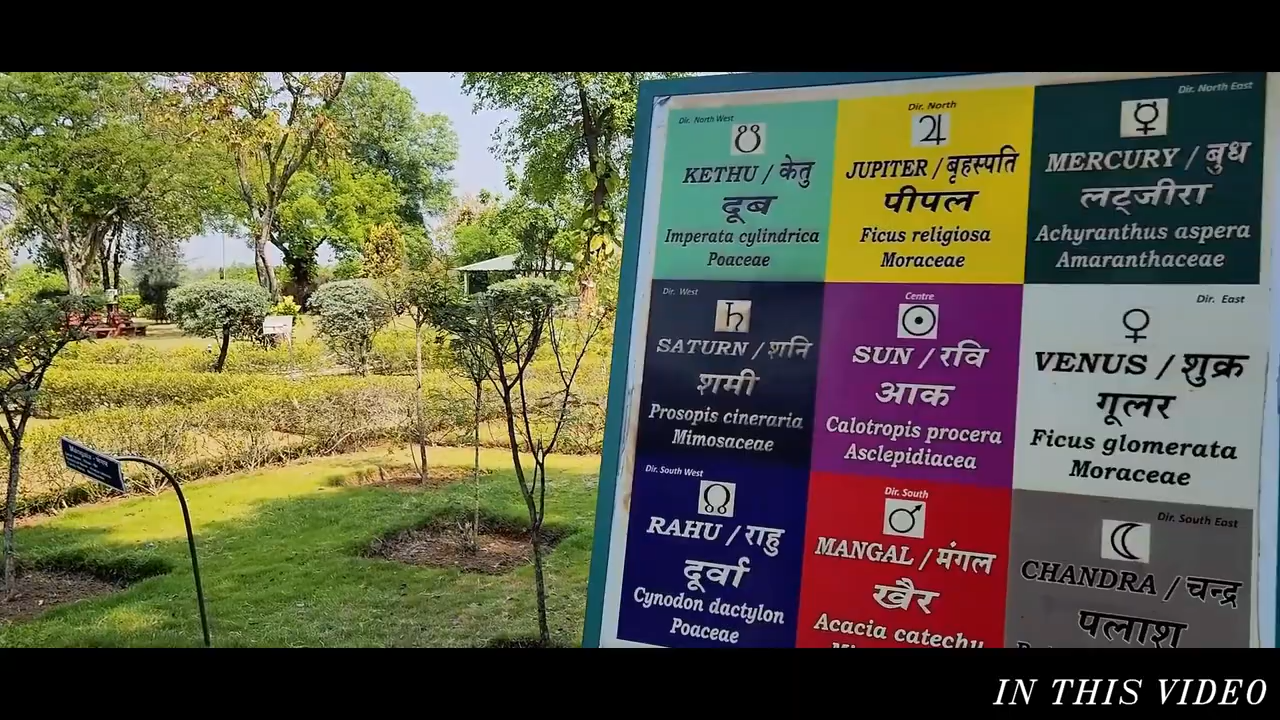 Dir. North West
KETHU / केतु
दूब
Imperata cylindrica
Poaceae
Dir. North
JUPITER / बृहस्पति
पीपल
Ficus religiosa
Moraceae
Dir. North East
MERCURY / बुध
लट्जीरा
Achyranthus aspera
Amaranthaceae
Dir. West
SATURN / शनि
शमी
Prosopis cineraria
Mimosaceae
Centre
SUN / रवि
आक
Calotropis procera
Asclepidiacea
Dir. East
VENUS / शुक्र
गूलर
Ficus glomerata
Moraceae
Dir. South West
RAHU / राहु
दूर्वा
Cynodon dactylon
Poaceae
Dir. South
MANGAL / मंगल
खैर
Acacia catechu
Dir. South East
CHANDRA / चन्द्र
पलाश
IN THIS VIDEO